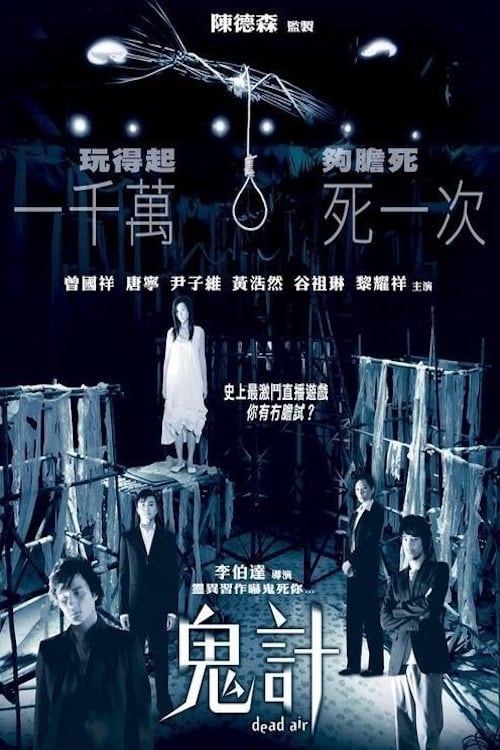 陳德森 監製
玩得起 夠膽死
一千萬 死一次
曾國祥 唐寧 尹子維 黃浩然 谷祖琳 黎耀祥 主演
史上最激鬥直播遊戲
你有冇膽試？
李伯達 導演
靈異習作嚇鬼死你...
鬼計
dead air